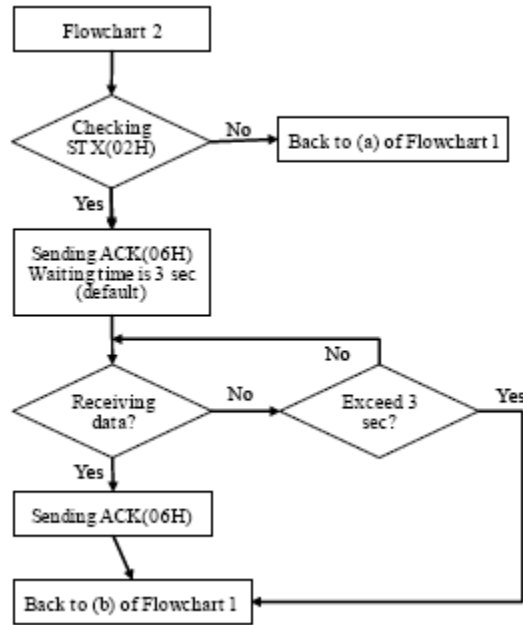 Flowchart 2
Checking
STX(02H)
No
Back to (a) of Flowchart 1
Yes
Sending ACK(06H)
Waiting time is 3 sec
(default)
No
Receiving
data?
No
Exceed 3
sec?
Yes
Yes
Sending ACK(06H)
Back to (b) of Flowchart 1